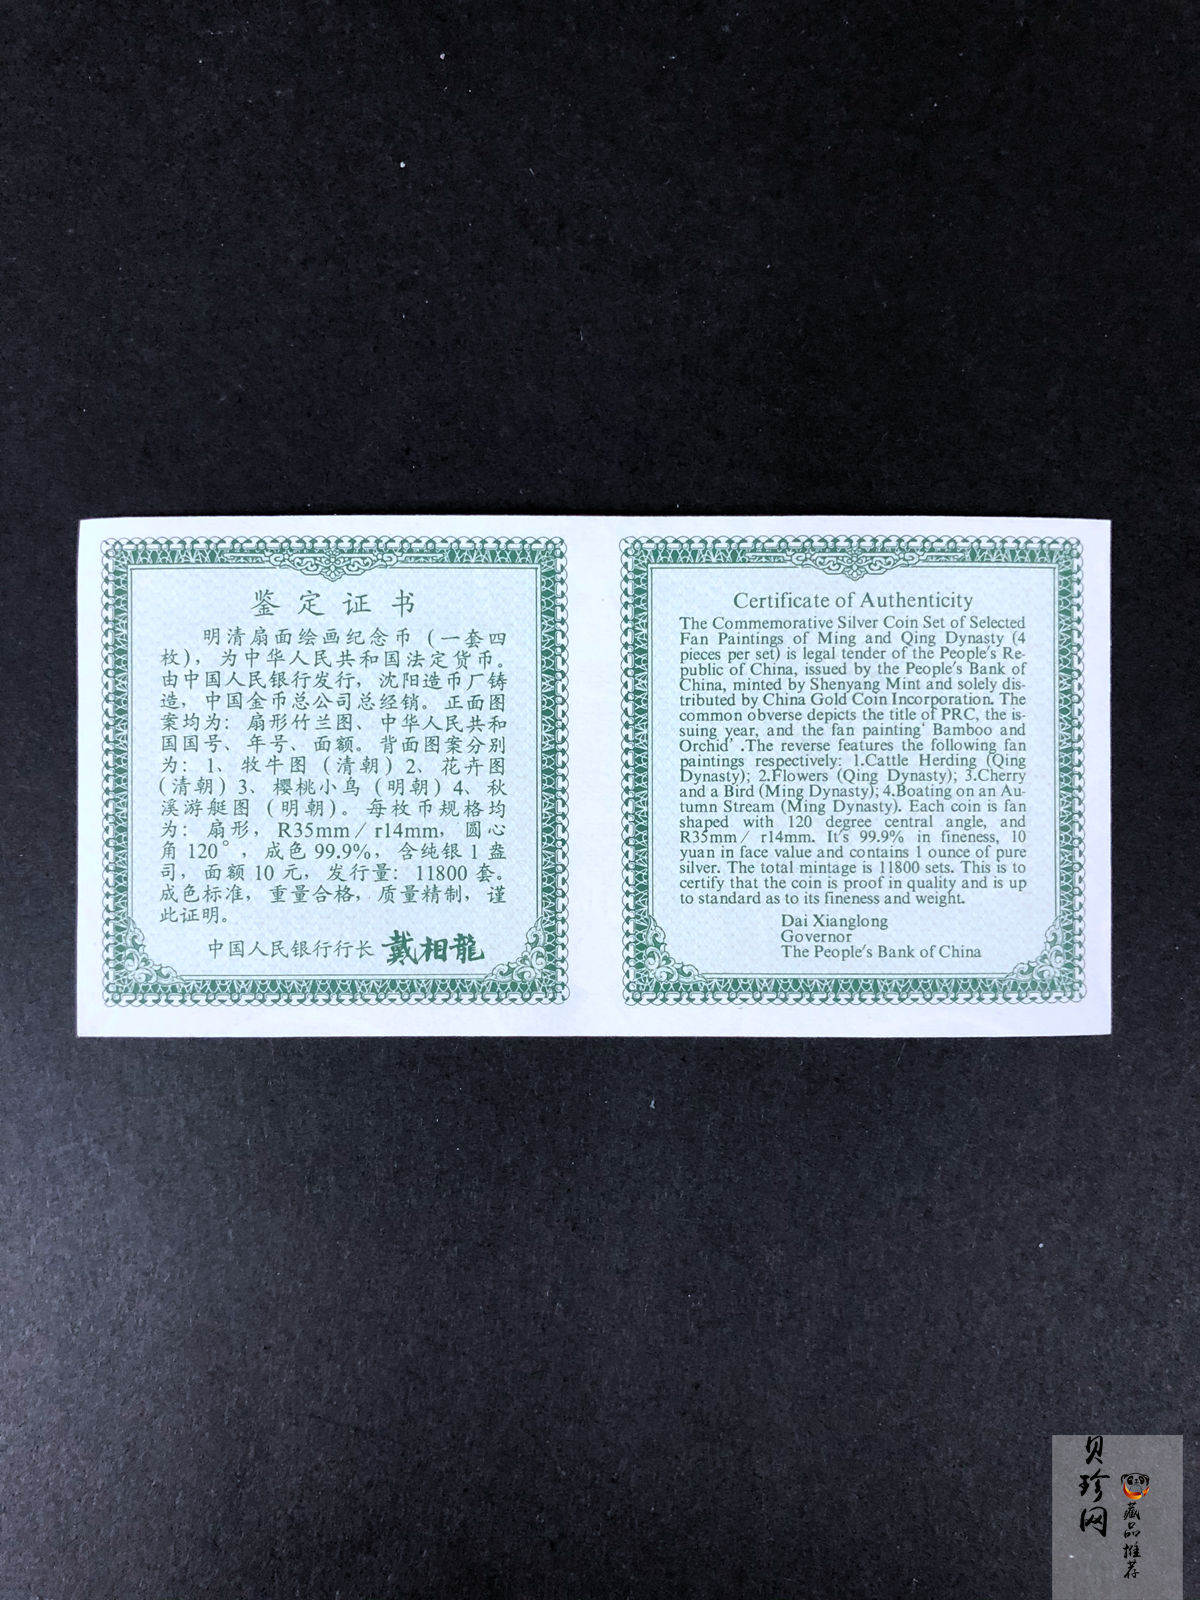 鉴定证书
明清扇面绘画纪念币（一套四
枚），为中华人民共和国法定货币。
由中国人民银行发行，沈阳造币厂铸
造，中国金币总公司总经销。正面图
案均为：扇形竹兰图、中华人民共和
国国号、年号、面额。背面图案分别
为：1、牧牛图（清朝）2、花卉图
（清朝）3、樱桃小鸟（明朝）4、秋
溪游艇图（明朝）。每枚币规格均
为：扇形，R35mm／r14mm，圆心
角120°，成色99.9%，含纯银1盎
司，面额10元，发行量：11800套。
成色标准，重量合格，质量精制，谨
此证明。
中国人民银行行长 戴相龍
Certificate of Authenticity
The Commemorative Silver Coin Set of Selected
Fan Paintings of Ming and Qing Dynasty (4
pieces per set) is legal tender of the People's Re-
public of China, issued by the People's Bank of
China, minted by Shenyang Mint and solely dis-
tributed by China Gold Coin Incorporation. The
common obverse depicts the title of PRC, the is-
suing year, and the fan painting' Bamboo and
Orchid' .The reverse features the following fan
paintings respectively: 1.Cattle Herding (Qing
Dynasty); 2.Flowers (Qing Dynasty); 3.Cherry
and a Bird (Ming Dynasty); 4.Boating on an Au-
tumn Stream (Ming Dynasty). Each coin is fan
shaped with 120 degree central angle, and
R35mm／r14mm. It's 99.9% in fineness, 10
yuan in face value and contains 1 ounce of pure
silver. The total mintage is 11800 sets. This is to
certify that the coin is proof in quality and is up
to standard as to its fineness and weight.
Dai Xianglong
Governor
The People's Bank of China
贝珍网
藏品推荐